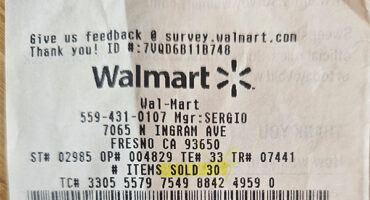 Give us feedback @ survey.walmart.com
Thank you! ID #:7VQD6B11B748
Walmart
Wal-Mart
559-431-0107 Mgr:SERGIO
7065 N INGRAM AVE
FRESNO CA 93650
ST# 02985 OP# 004829 TE# 33 TR# 07441
# ITEMS SOLD 30
TC# 3305 5579 7549 8842 4959 0